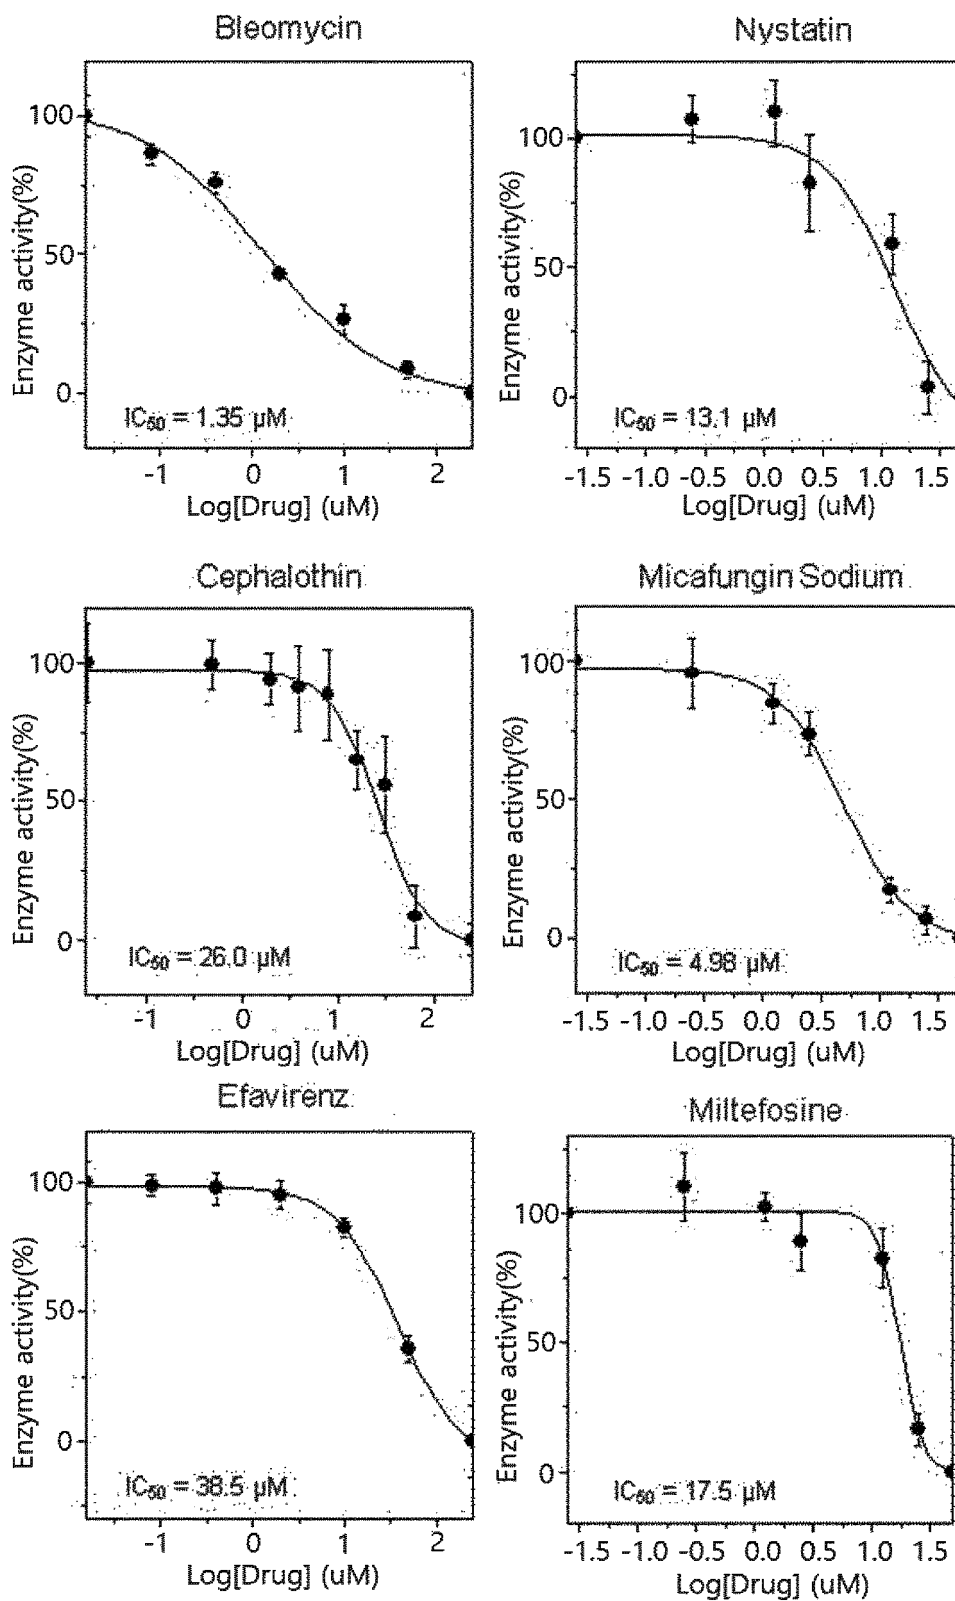 Bleomycin
Enzyme activity(%)
100
50
0
IC50 = 1.35 µM
-1 0 1 2
Log[Drug] (uM)
Nystatin
Enzyme activity(%)
100
50
0
IC50 = 13.1 µM
-1.5 -1.0 -0.5 0.0 0.5 1.0 1.5
Log[Drug] (uM)
Cephalothin
Enzyme activity(%)
100
50
0
IC50 = 26.0 µM
-1 0 1 2
Log[Drug] (uM)
Micafungin Sodium
Enzyme activity(%)
100
50
0
IC50 = 4.98 µM
-1.5 -1.0 -0.5 0.0 0.5 1.0 1.5
Log[Drug] (uM)
Efavirenz
Enzyme activity(%)
100
50
0
IC50 = 38.5 µM
-1 0 1 2
Log[Drug] (uM)
Miltefosine
Enzyme activity(%)
100
50
0
IC50 = 17.5 µM
-1.5 -1.0 -0.5 0.0 0.5 1.0 1.5
Log[Drug] (uM)